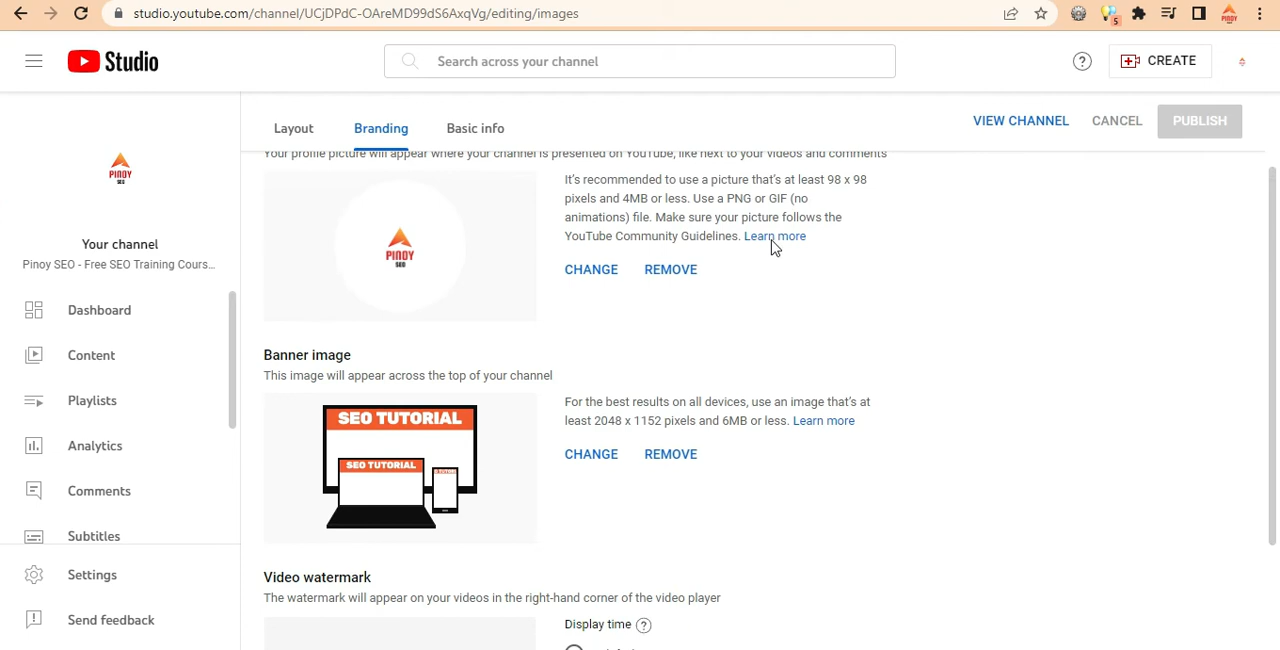 studio.youtube.com/channel/UCjDPdC-OAreMD99dS6AxqVg/editing/images
5
PINOY
Studio
Search across your channel
CREATE
Layout
Branding
Basic info
VIEW CHANNEL
CANCEL
PUBLISH
PINOY
SEO
Your channel
Pinoy SEO - Free SEO Training Cours...
Dashboard
Content
Playlists
Analytics
Comments
Subtitles
Settings
Send feedback
Your profile picture will appear where your channel is presented on YouTube, like next to your videos and comments
PINOY
SEO
It's recommended to use a picture that's at least 98 x 98
pixels and 4MB or less. Use a PNG or GIF (no
animations) file. Make sure your picture follows the
YouTube Community Guidelines. Learn more
CHANGE
REMOVE
Banner image
This image will appear across the top of your channel
SEO TUTORIAL
SEO TUTORIAL
For the best results on all devices, use an image that's at
least 2048 x 1152 pixels and 6MB or less. Learn more
CHANGE
REMOVE
Video watermark
The watermark will appear on your videos in the right-hand corner of the video player
Display time